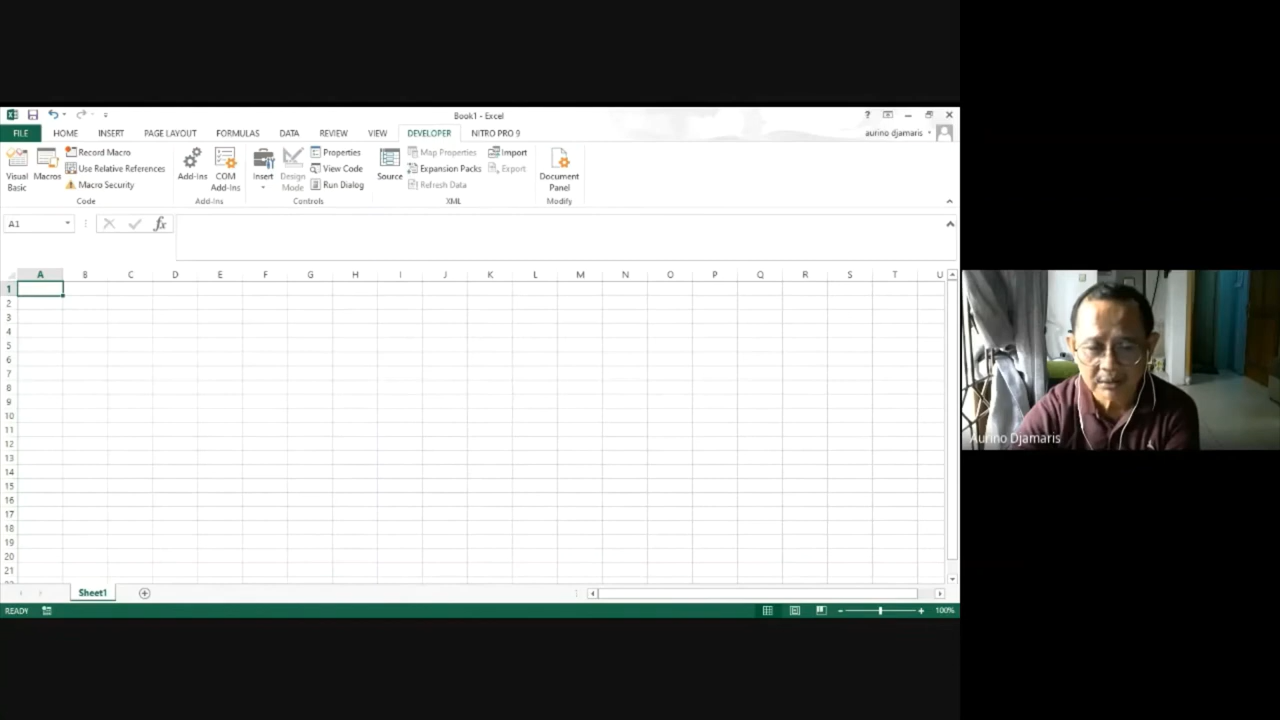 Book1 - Excel
?
FILE HOME INSERT PAGE LAYOUT FORMULAS DATA REVIEW VIEW DEVELOPER NITRO PRO 9 aurino djamaris
Visual Basic
Macros
Record Macro
Use Relative References
Macro Security
Code
Add-Ins
COM Add-Ins
Add-Ins
Insert
Design Mode
Properties
View Code
Run Dialog
Controls
Source
Map Properties
Expansion Packs
Refresh Data
Import
Export
XML
Document Panel
Modify
A1 fx
A B C D E F G H I J K L M N O P Q R S T U
1
2
3
4
5
6
7
8
9
10
11
12
13
14
15
16
17
18
19
20
21
Sheet1
READY 100%
Aurino Djamaris